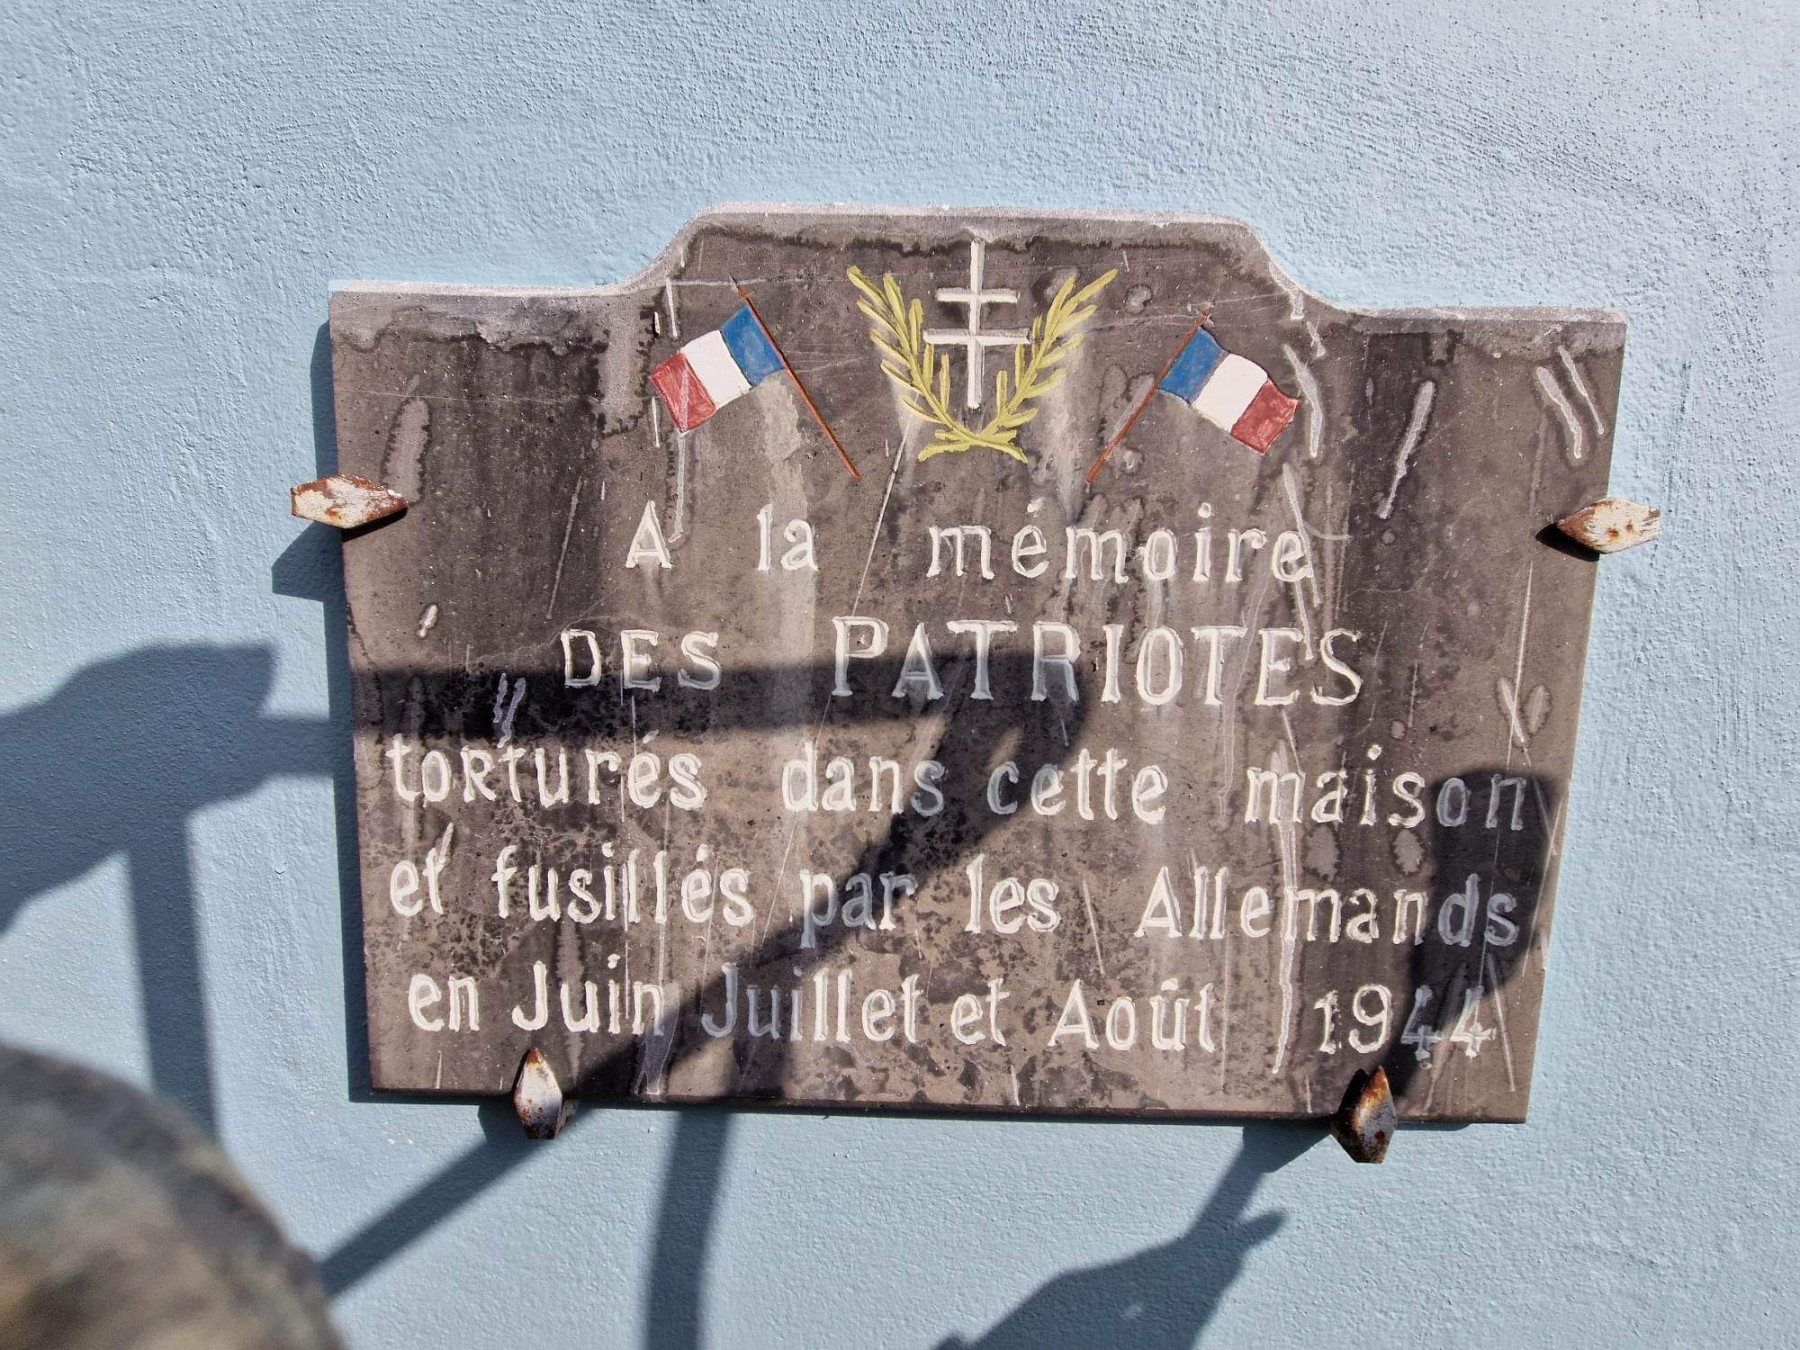 A la mémoire
DES PATRIOTES
torturés dans cette maison
et fusillés par les Allemands
en Juin Juillet et Août 1944